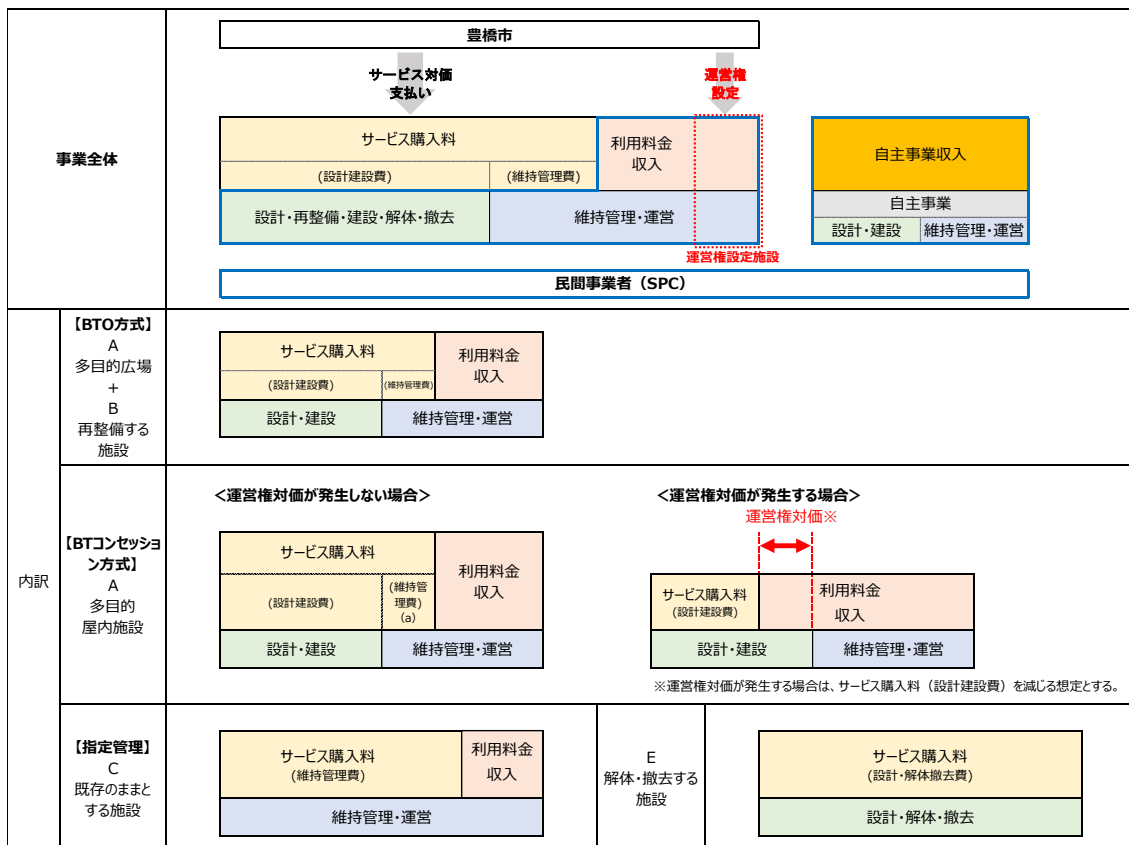 豊橋市
サービス対価
支払い
運営権
設定
事業全体
サービス購入料
(設計建設費)
(維持管理費)
利用料金
収入
設計・再整備・建設・解体・撤去
維持管理・運営
運営権設定施設
自主事業収入
自主事業
設計・建設
維持管理・運営
民間事業者（SPC）
内訳
【BTO方式】
A
多目的広場
+
B
再整備する
施設
サービス購入料
(設計建設費)
(維持管理費)
利用料金
収入
設計・建設
維持管理・運営
【BTコンセッショ
ン方式】
A
多目的
屋内施設
＜運営権対価が発生しない場合＞
サービス購入料
(設計建設費)
(維持管
理費)
(a)
利用料金
収入
設計・建設
維持管理・運営
＜運営権対価が発生する場合＞
運営権対価※
サービス購入料
(設計建設費)
利用料金
収入
設計・建設
維持管理・運営
※運営権対価が発生する場合は、サービス購入料（設計建設費）を減じる想定とする。
【指定管理】
C
既存のままと
する施設
サービス購入料
(維持管理費)
利用料金
収入
維持管理・運営
E
解体・撤去する
施設
サービス購入料
(設計・解体撤去費)
設計・解体・撤去